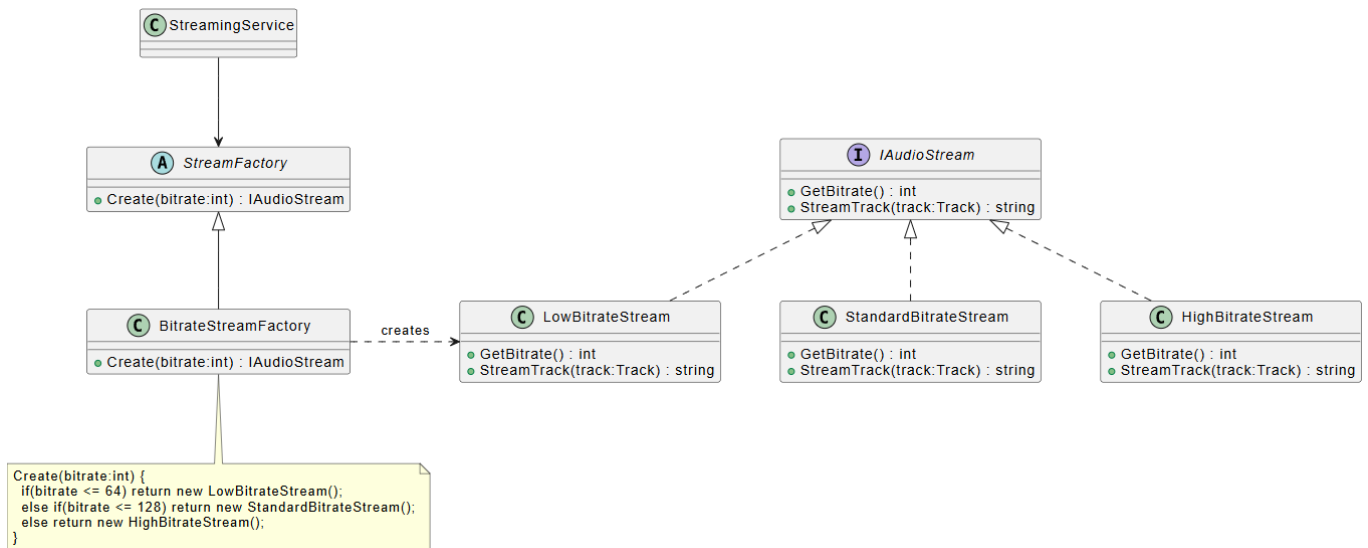 C StreamingService
A StreamFactory
Create(bitrate:int) : IAudioStream
I IAudioStream
GetBitrate() : int
StreamTrack(track:Track) : string
C BitrateStreamFactory
Create(bitrate:int) : IAudioStream
creates
C LowBitrateStream
GetBitrate() : int
StreamTrack(track:Track) : string
C StandardBitrateStream
GetBitrate() : int
StreamTrack(track:Track) : string
C HighBitrateStream
GetBitrate() : int
StreamTrack(track:Track) : string
Create(bitrate:int) {
if(bitrate <= 64) return new LowBitrateStream();
else if(bitrate <= 128) return new StandardBitrateStream();
else return new HighBitrateStream();
}